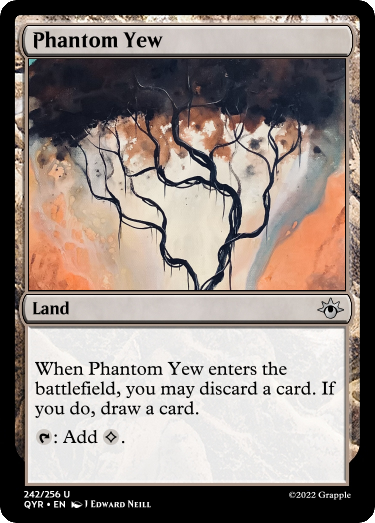 Phantom Yew
Land
When Phantom Yew enters the
battlefield, you may discard a card. If
you do, draw a card.
: Add .
242/256 U
QYR • EN J Edward Neill
©2022 Grapple